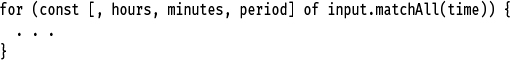 for (const [, hours, minutes, period] of input.matchAll(time)) {
  . . .
}